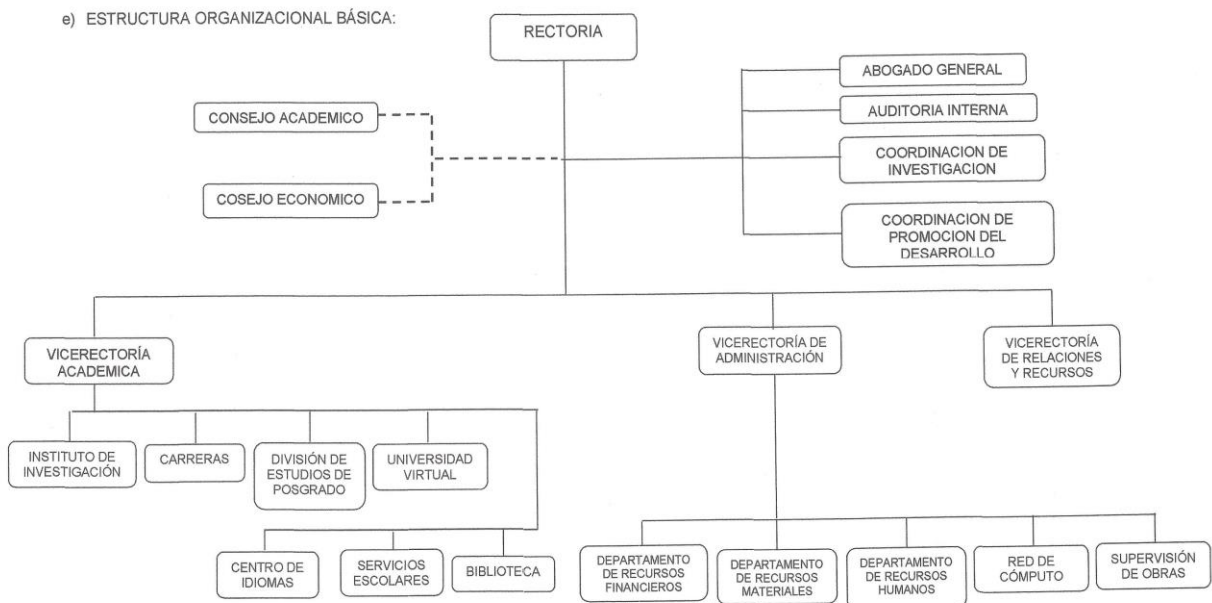 e) ESTRUCTURA ORGANIZACIONAL BÁSICA:
RECTORIA
ABOGADO GENERAL
AUDITORIA INTERNA
CONSEJO ACADEMICO
COORDINACION DE
INVESTIGACION
COSEJO ECONOMICO
COORDINACION DE
PROMOCION DEL
DESARROLLO
VICERECTORÍA
ACADEMICA
VICERECTORÍA DE
ADMINISTRACIÓN
VICERECTORÍA
DE RELACIONES
Y RECURSOS
INSTITUTO DE
INVESTIGACIÓN
CARRERAS
DIVISIÓN DE
ESTUDIOS DE
POSGRADO
UNIVERSIDAD
VIRTUAL
CENTRO DE
IDIOMAS
SERVICIOS
ESCOLARES
BIBLIOTECA
DEPARTAMENTO
DE RECURSOS
FINANCIEROS
DEPARTAMENTO
DE RECURSOS
MATERIALES
DEPARTAMENTO
DE RECURSOS
HUMANOS
RED DE
CÓMPUTO
SUPERVISIÓN
DE OBRAS